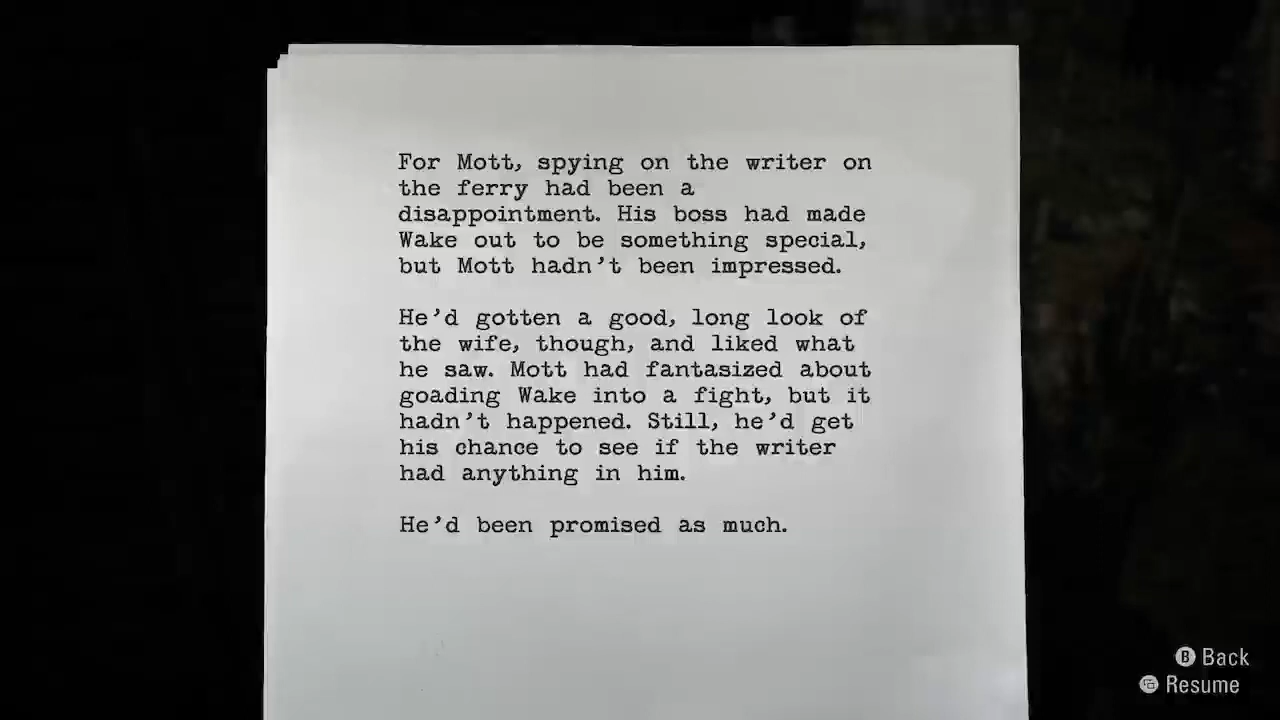 For Mott, spying on the writer on
the ferry had been a
disappointment. His boss had made
Wake out to be something special,
but Mott hadn't been impressed.
He'd gotten a good, long look of
the wife, though, and liked what
he saw. Mott had fantasized about
goading Wake into a fight, but it
hadn't happened. Still, he'd get
his chance to see if the writer
had anything in him.
He'd been promised as much.
B Back
Resume